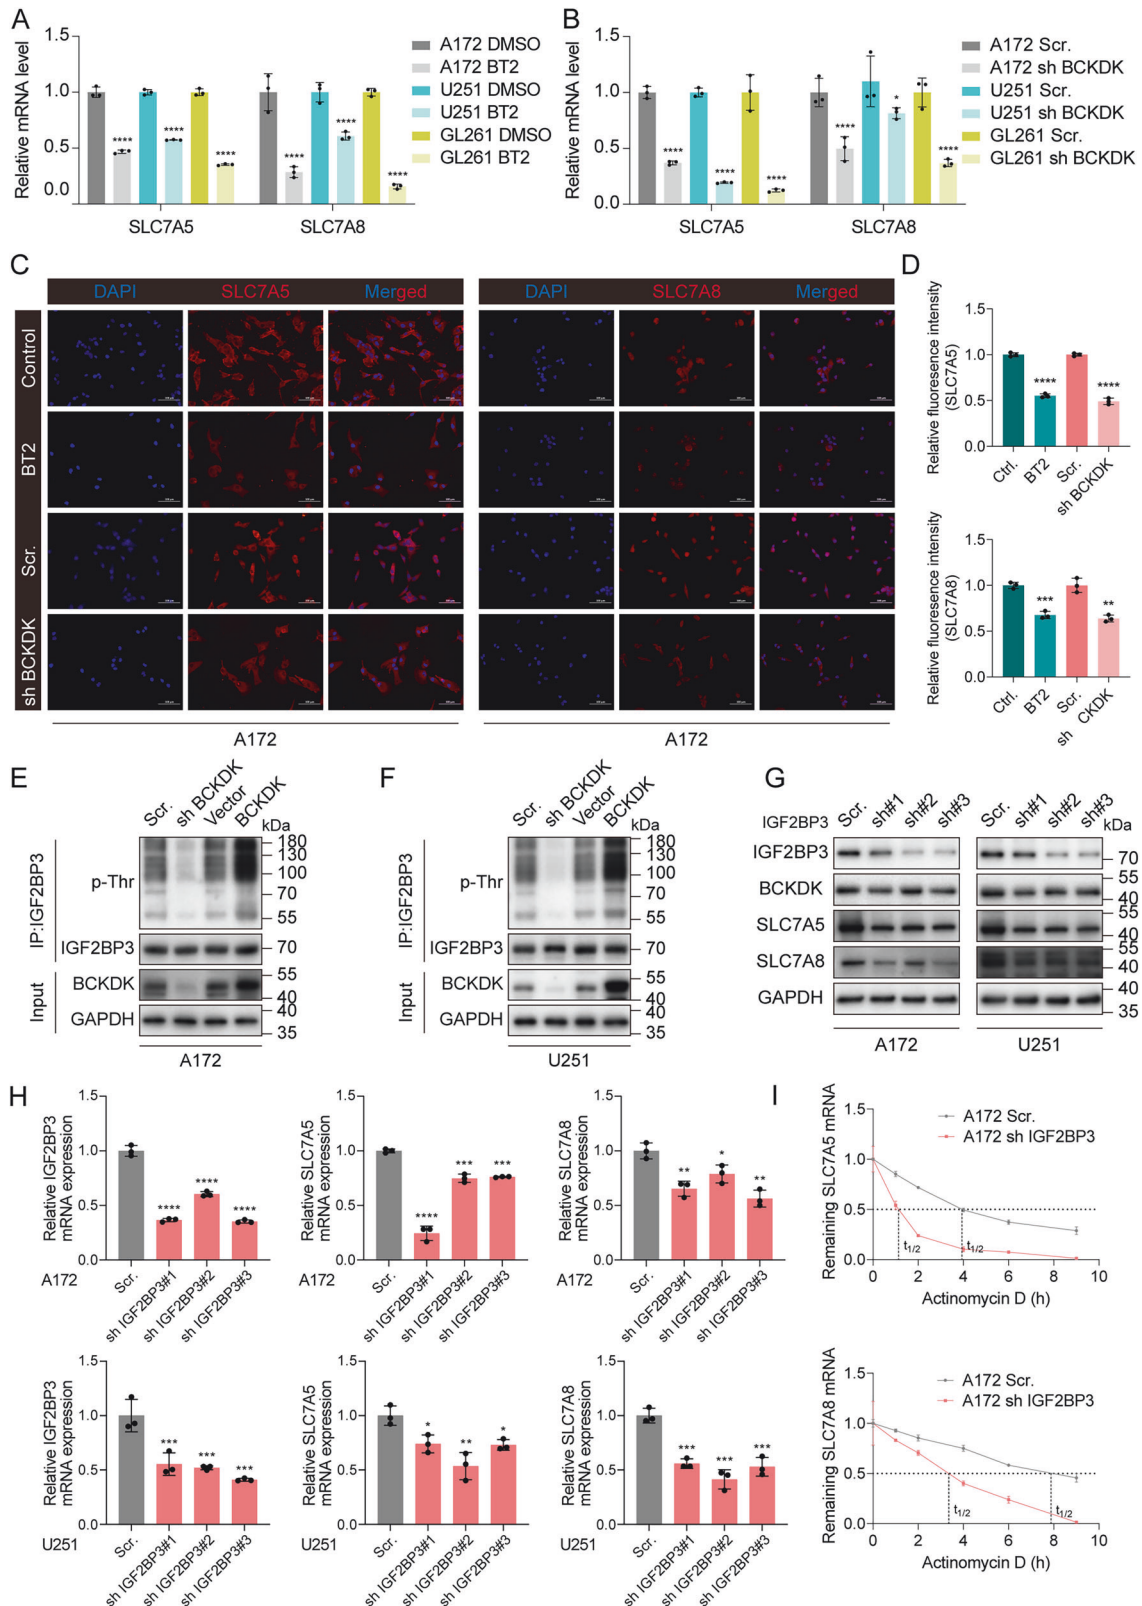 A
Relative mRNA level
1.5
1.0
0.5
0.0
****
****
****
****
****
****
SLC7A5
SLC7A8
A172 DMSO
A172 BT2
U251 DMSO
U251 BT2
GL261 DMSO
GL261 BT2
B
Relative mRNA level
1.5
1.0
0.5
0.0
****
****
****
****
*
****
SLC7A5
SLC7A8
A172 Scr.
A172 sh BCKDK
U251 Scr.
U251 sh BCKDK
GL261 Scr.
GL261 sh BCKDK
C
DAPI
SLC7A5
Merged
DAPI
SLC7A8
Merged
Control
BT2
Scr.
sh BCKDK
A172
A172
D
Relative fluoresence intensity
(SLC7A5)
1.5
1.0
0.5
0.0
****
****
Ctrl.
BT2
Scr.
sh BCKDK
Relative fluoresence intensity
(SLC7A8)
1.5
1.0
0.5
0.0
***
**
Ctrl.
BT2
Scr.
sh CKDK
E
Scr.
sh BCKDK
Vector
BCKDK
kDa
IP:IGF2BP3
p-Thr
180
130
100
70
55
IGF2BP3
70
Input
BCKDK
55
40
GAPDH
40
35
A172
F
Scr.
sh BCKDK
Vector
BCKDK
kDa
IP:IGF2BP3
p-Thr
180
130
100
70
55
IGF2BP3
70
Input
BCKDK
55
40
GAPDH
40
35
U251
G
IGF2BP3
Scr.
sh#1
sh#2
sh#3
Scr.
sh#1
sh#2
sh#3
kDa
IGF2BP3
70
BCKDK
55
40
SLC7A5
55
40
SLC7A8
55
40
GAPDH
40
35
A172
U251
H
Relative IGF2BP3
mRNA expression
1.5
1.0
0.5
0.0
****
****
****
A172
Scr.
sh IGF2BP3#1
sh IGF2BP3#2
sh IGF2BP3#3
Relative SLC7A5
mRNA expression
1.5
1.0
0.5
0.0
****
***
***
A172
Scr.
sh IGF2BP3#1
sh IGF2BP3#2
sh IGF2BP3#3
Relative SLC7A8
mRNA expression
1.5
1.0
0.5
0.0
**
*
**
A172
Scr.
sh IGF2BP3#1
sh IGF2BP3#2
sh IGF2BP3#3
Relative IGF2BP3
mRNA expression
1.5
1.0
0.5
0.0
***
***
***
U251
Scr.
sh IGF2BP3#1
sh IGF2BP3#2
sh IGF2BP3#3
Relative SLC7A5
mRNA expression
1.5
1.0
0.5
0.0
*
**
*
U251
Scr.
sh IGF2BP3#1
sh IGF2BP3#2
sh IGF2BP3#3
Relative SLC7A8
mRNA expression
1.5
1.0
0.5
0.0
***
***
***
U251
Scr.
sh IGF2BP3#1
sh IGF2BP3#2
sh IGF2BP3#3
I
Remaining SLC7A5 mRNA
1.5
1.0
0.5
0.0
A172 Scr.
A172 sh IGF2BP3
t1/2
t1/2
0 2 4 6 8 10
Actinomycin D (h)
Remaining SLC7A8 mRNA
1.5
1.0
0.5
0.0
A172 Scr.
A172 sh IGF2BP3
t1/2
t1/2
0 2 4 6 8 10
Actinomycin D (h)